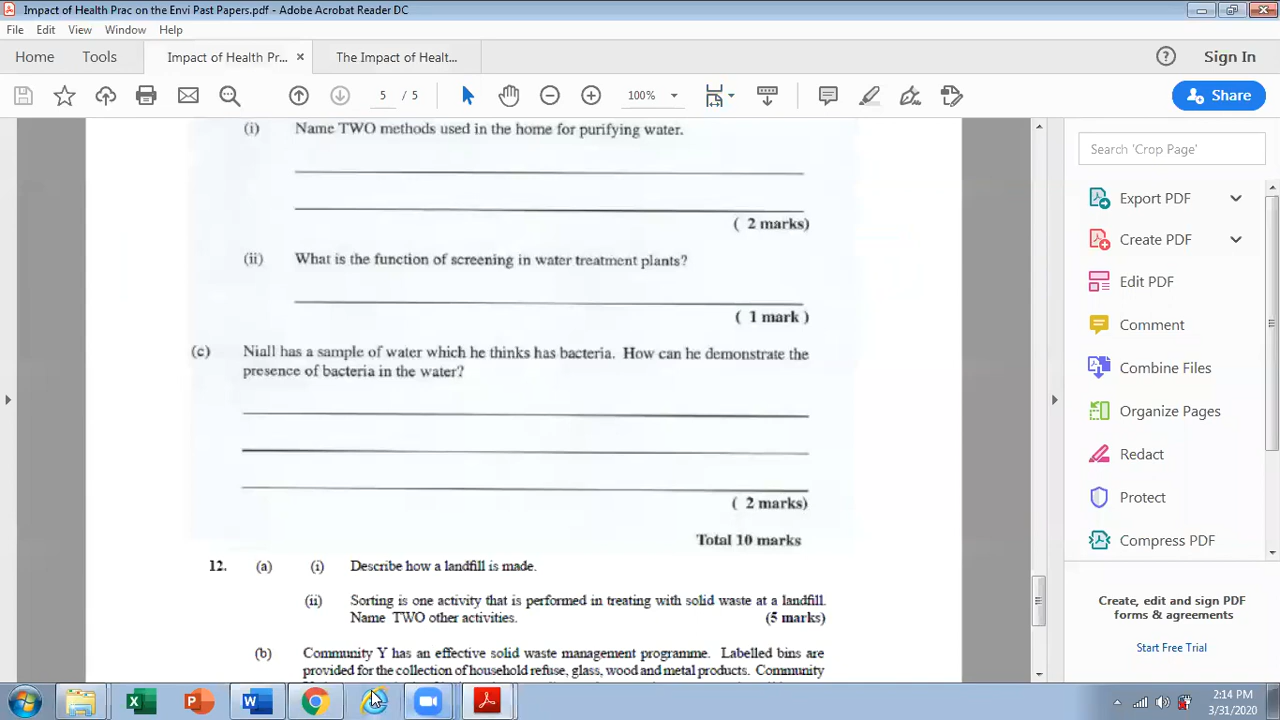 Impact of Health Prac on the Envi Past Papers.pdf - Adobe Acrobat Reader DC
File Edit View Window Help
Home Tools Impact of Health Pr... × The Impact of Healt... ? Sign In
5 / 5 100% Share
(i) Name TWO methods used in the home for purifying water.
( 2 marks)
(ii) What is the function of screening in water treatment plants?
( 1 mark )
(c) Niall has a sample of water which he thinks has bacteria. How can he demonstrate the
presence of bacteria in the water?
( 2 marks)
Total 10 marks
12. (a) (i) Describe how a landfill is made.
(ii) Sorting is one activity that is performed in treating with solid waste at a landfill.
Name TWO other activities. (5 marks)
(b) Community Y has an effective solid waste management programme. Labelled bins are
provided for the collection of household refuse, glass, wood and metal products. Community
Search 'Crop Page'
Export PDF
Create PDF
Edit PDF
Comment
Combine Files
Organize Pages
Redact
Protect
Compress PDF
Create, edit and sign PDF
forms & agreements
Start Free Trial
2:14 PM
3/31/2020